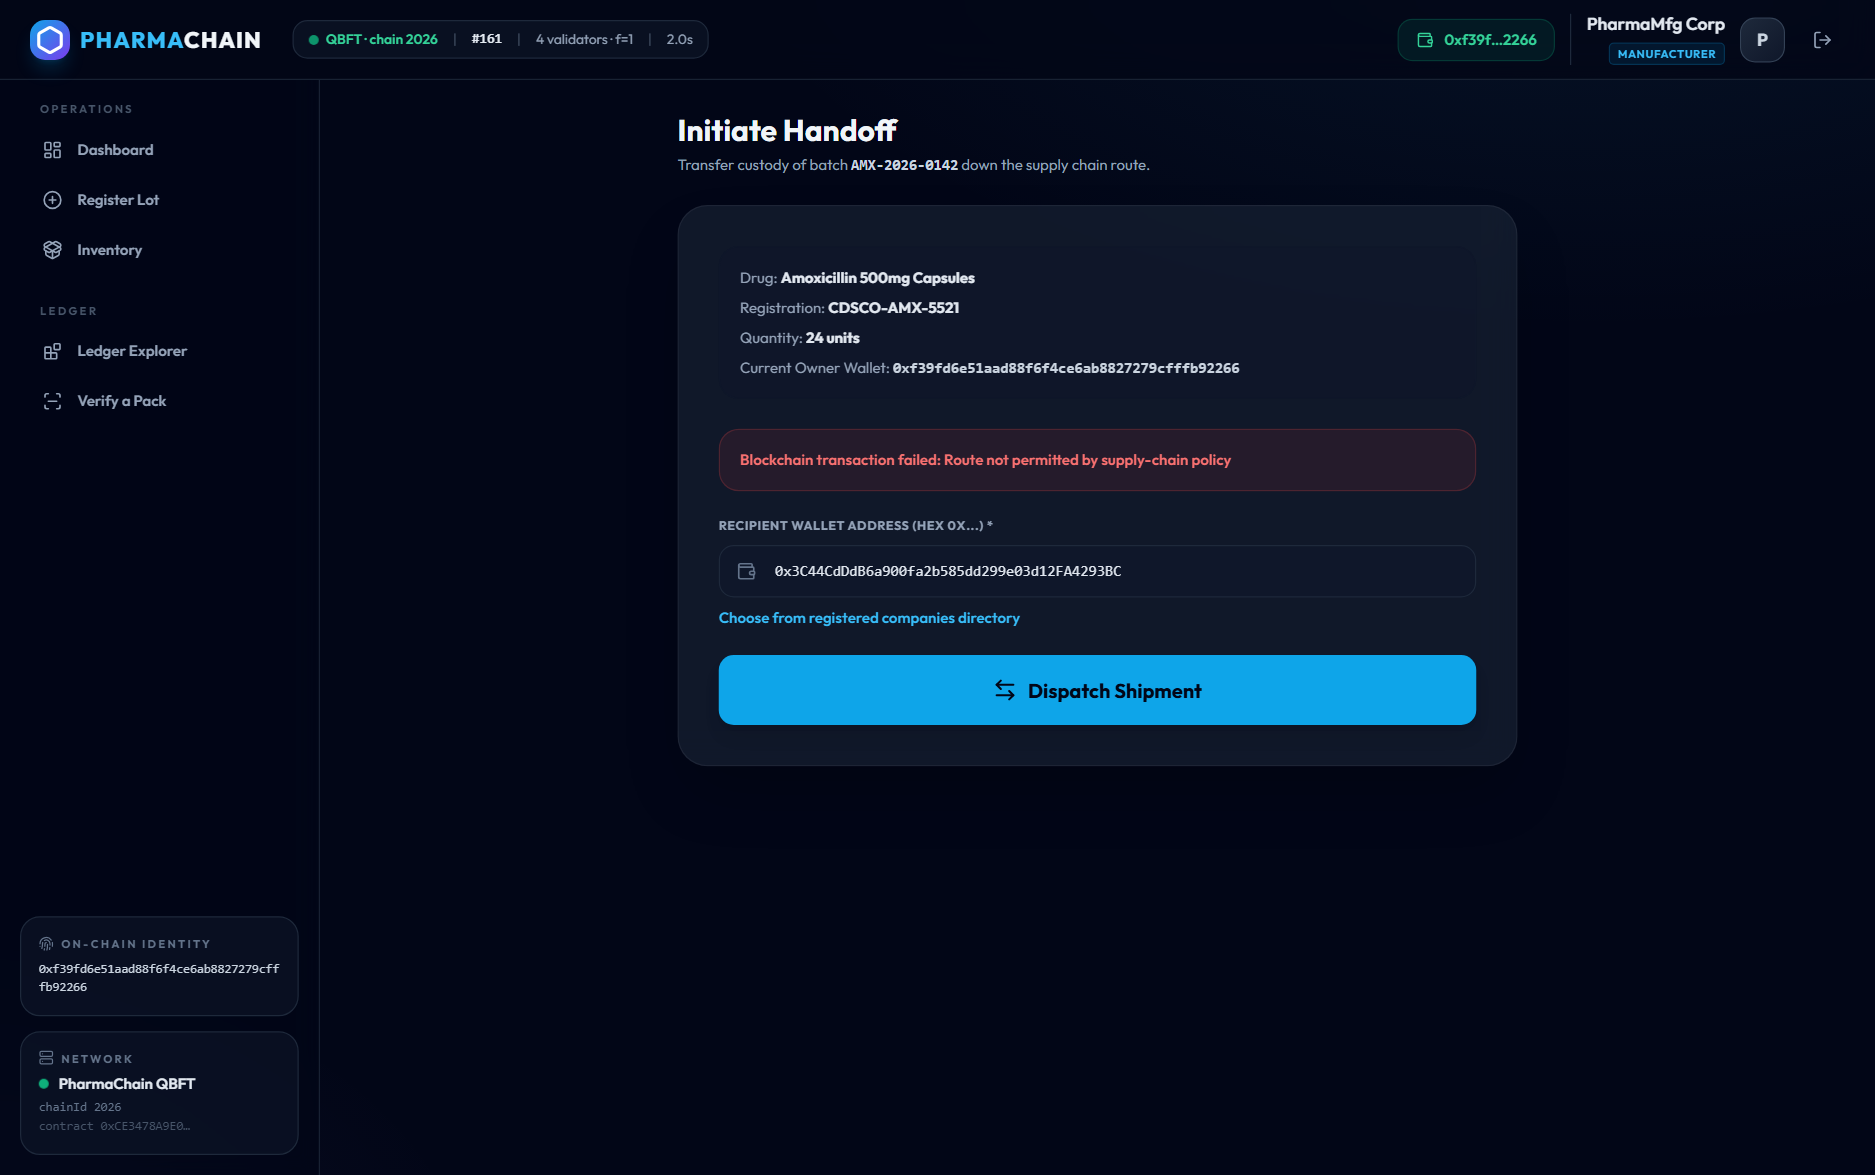 PHARMACHAIN
QBFT · chain 2026 | #161 | 4 validators · f=1 | 2.0s
0xf39f...2266
PharmaMfg Corp
MANUFACTURER
P
OPERATIONS
Dashboard
Register Lot
Inventory
LEDGER
Ledger Explorer
Verify a Pack
Initiate Handoff
Transfer custody of batch AMX-2026-0142 down the supply chain route.
Drug: Amoxicillin 500mg Capsules
Registration: CDSCO-AMX-5521
Quantity: 24 units
Current Owner Wallet: 0xf39fd6e51aad88f6f4ce6ab8827279cfffb92266
Blockchain transaction failed: Route not permitted by supply-chain policy
RECIPIENT WALLET ADDRESS (HEX 0X...) *
0x3C44CdDdB6a900fa2b585dd299e03d12FA4293BC
Choose from registered companies directory
Dispatch Shipment
ON-CHAIN IDENTITY
0xf39fd6e51aad88f6f4ce6ab8827279cff
fb92266
NETWORK
PharmaChain QBFT
chainId 2026
contract 0xCE3478A9E0…